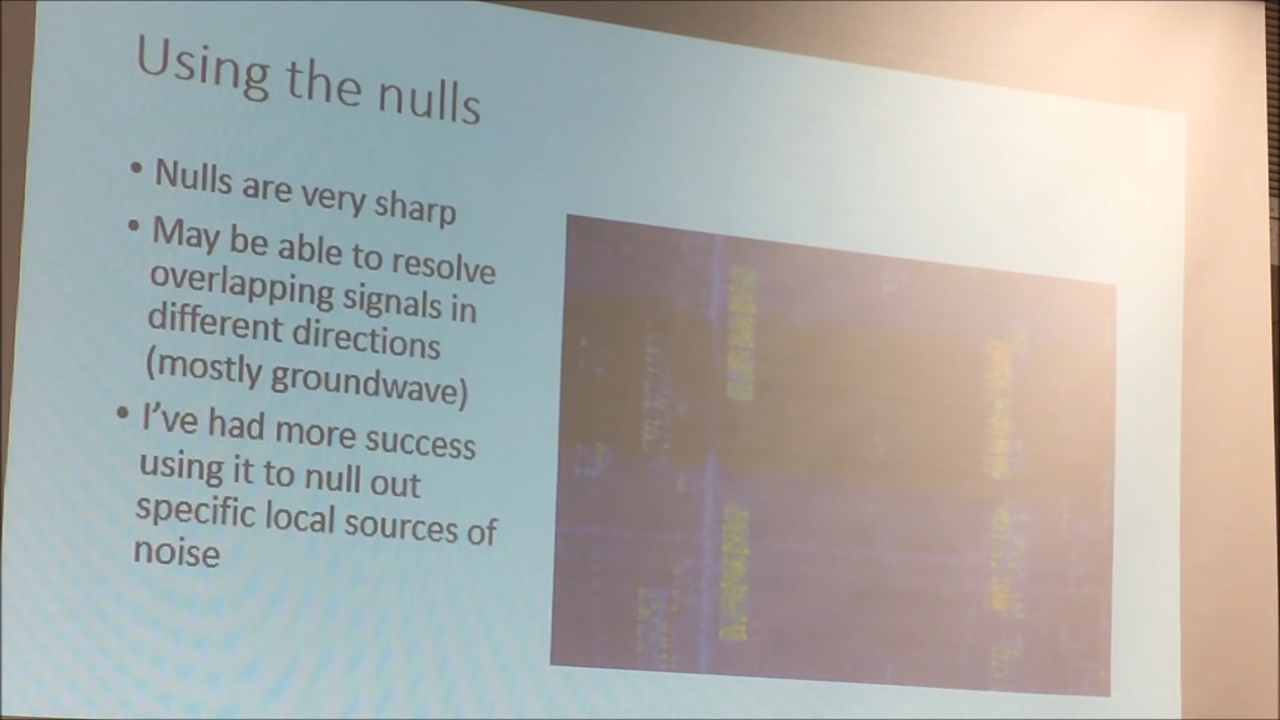 Using the nulls
• Nulls are very sharp
• May be able to resolve
overlapping signals in
different directions
(mostly groundwave)
• I've had more success
using it to null out
specific local sources of
noise